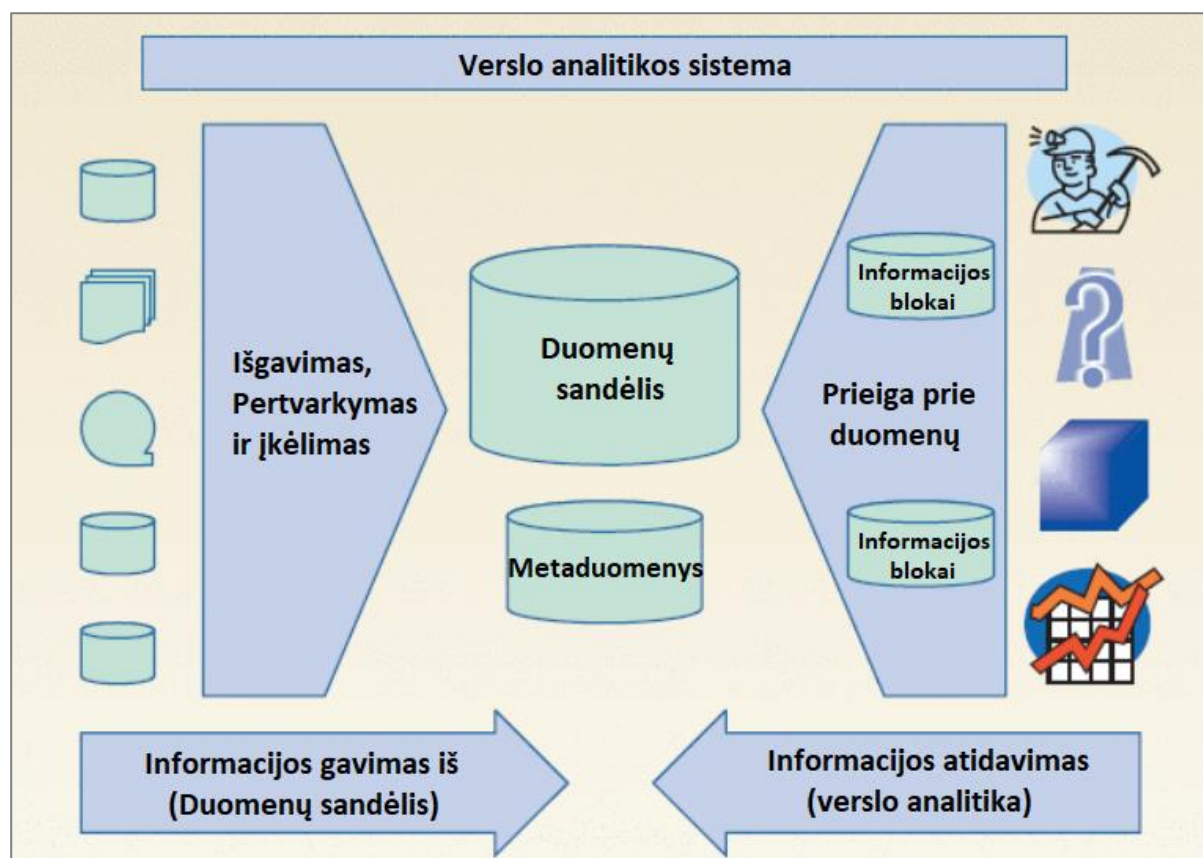 Verslo analitikos sistema
Išgavimas,
Pertvarkymas
ir įkėlimas
Duomenų
sandėlis
Metaduomenys
Informacijos
blokai
Prieiga prie
duomenų
Informacijos
blokai
Informacijos gavimas iš
(Duomenų sandėlis)
Informacijos atidavimas
(verslo analitika)